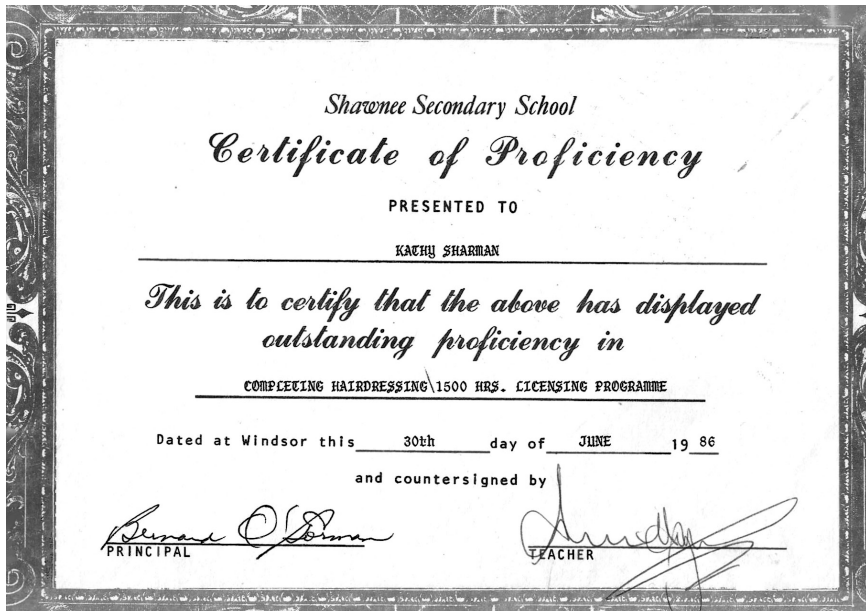 Shawnee Secondary School
Certificate of Proficiency
PRESENTED TO
KATHY SHARMAN
This is to certify that the above has displayed
outstanding proficiency in
COMPLETING HAIRDRESSING\1500 HRS. LICENSING PROGRAMME
Dated at Windsor this 30th day of JUNE 19 86
and countersigned by
Bernard O'Gorman
PRINCIPAL
TEACHER